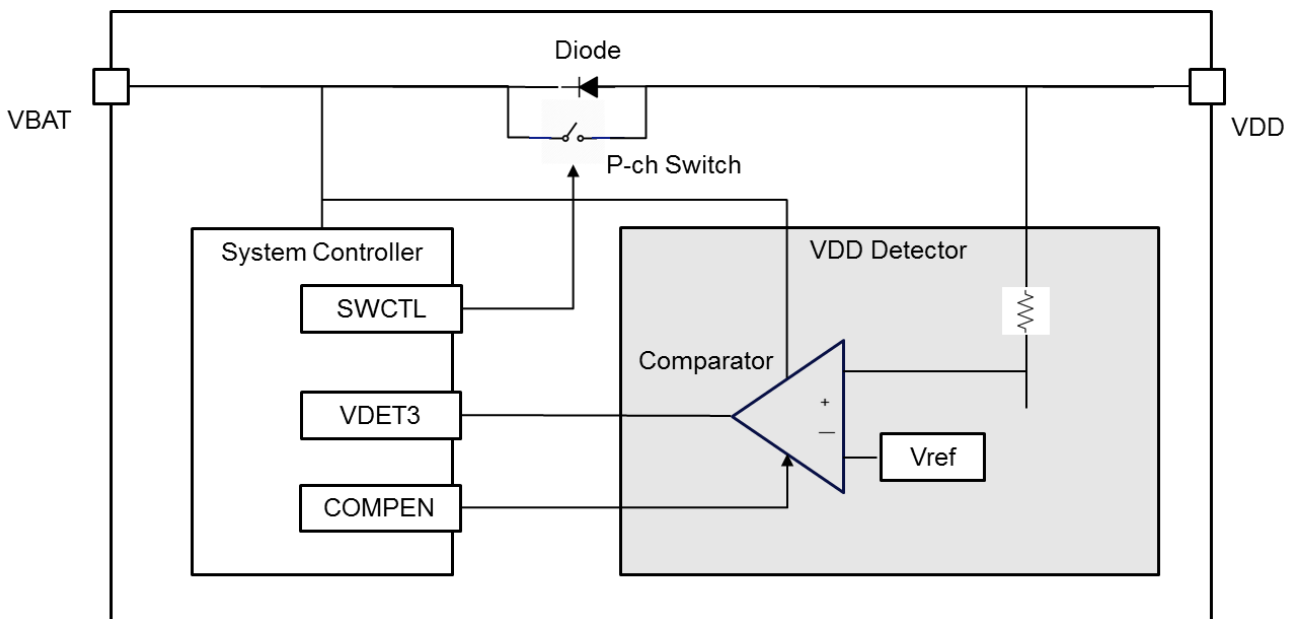 Diode
VBAT
VDD
P-ch Switch
System Controller
VDD Detector
SWCTL
Comparator
VDET3
+
—
Vref
COMPEN